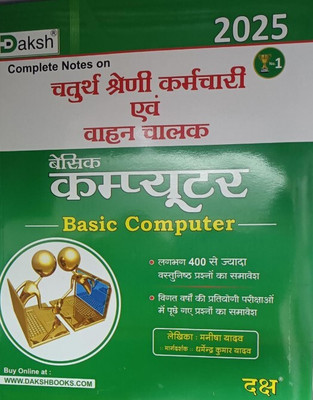 Daksh®
2025
Complete Notes on
चतुर्थ श्रेणी कर्मचारी
एवं
वाहन चालक
बेसिक
कम्प्यूटर
Basic Computer
लगभग 400 से ज्यादा
वस्तुनिष्ठ प्रश्नों का समावेश
विगत वर्षों की प्रतियोगी परीक्षाओं
में पूछे गए प्रश्नों का समावेश
लेखिका : मनीषा यादव
मार्गदर्शक : धर्मेन्द्र कुमार यादव
Buy Online at :
WWW.DAKSHBOOKS.COM
दक्ष